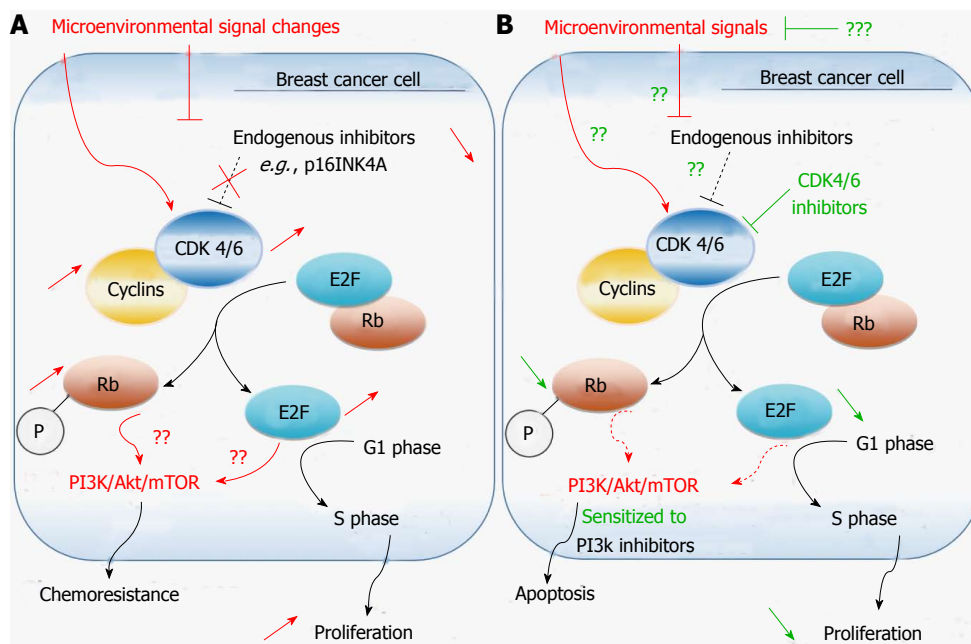 A
Microenvironmental signal changes
Breast cancer cell
Endogenous inhibitors
e.g., p16INK4A
CDK 4/6
Cyclins
E2F
Rb
Rb
P
E2F
??
??
G1 phase
PI3K/Akt/mTOR
S phase
Chemoresistance
Proliferation
B
Microenvironmental signals
???
Breast cancer cell
??
??
Endogenous inhibitors
??
CDK4/6
inhibitors
CDK 4/6
Cyclins
E2F
Rb
Rb
P
E2F
G1 phase
PI3K/Akt/mTOR
Sensitized to
PI3k inhibitors
S phase
Apoptosis
Proliferation